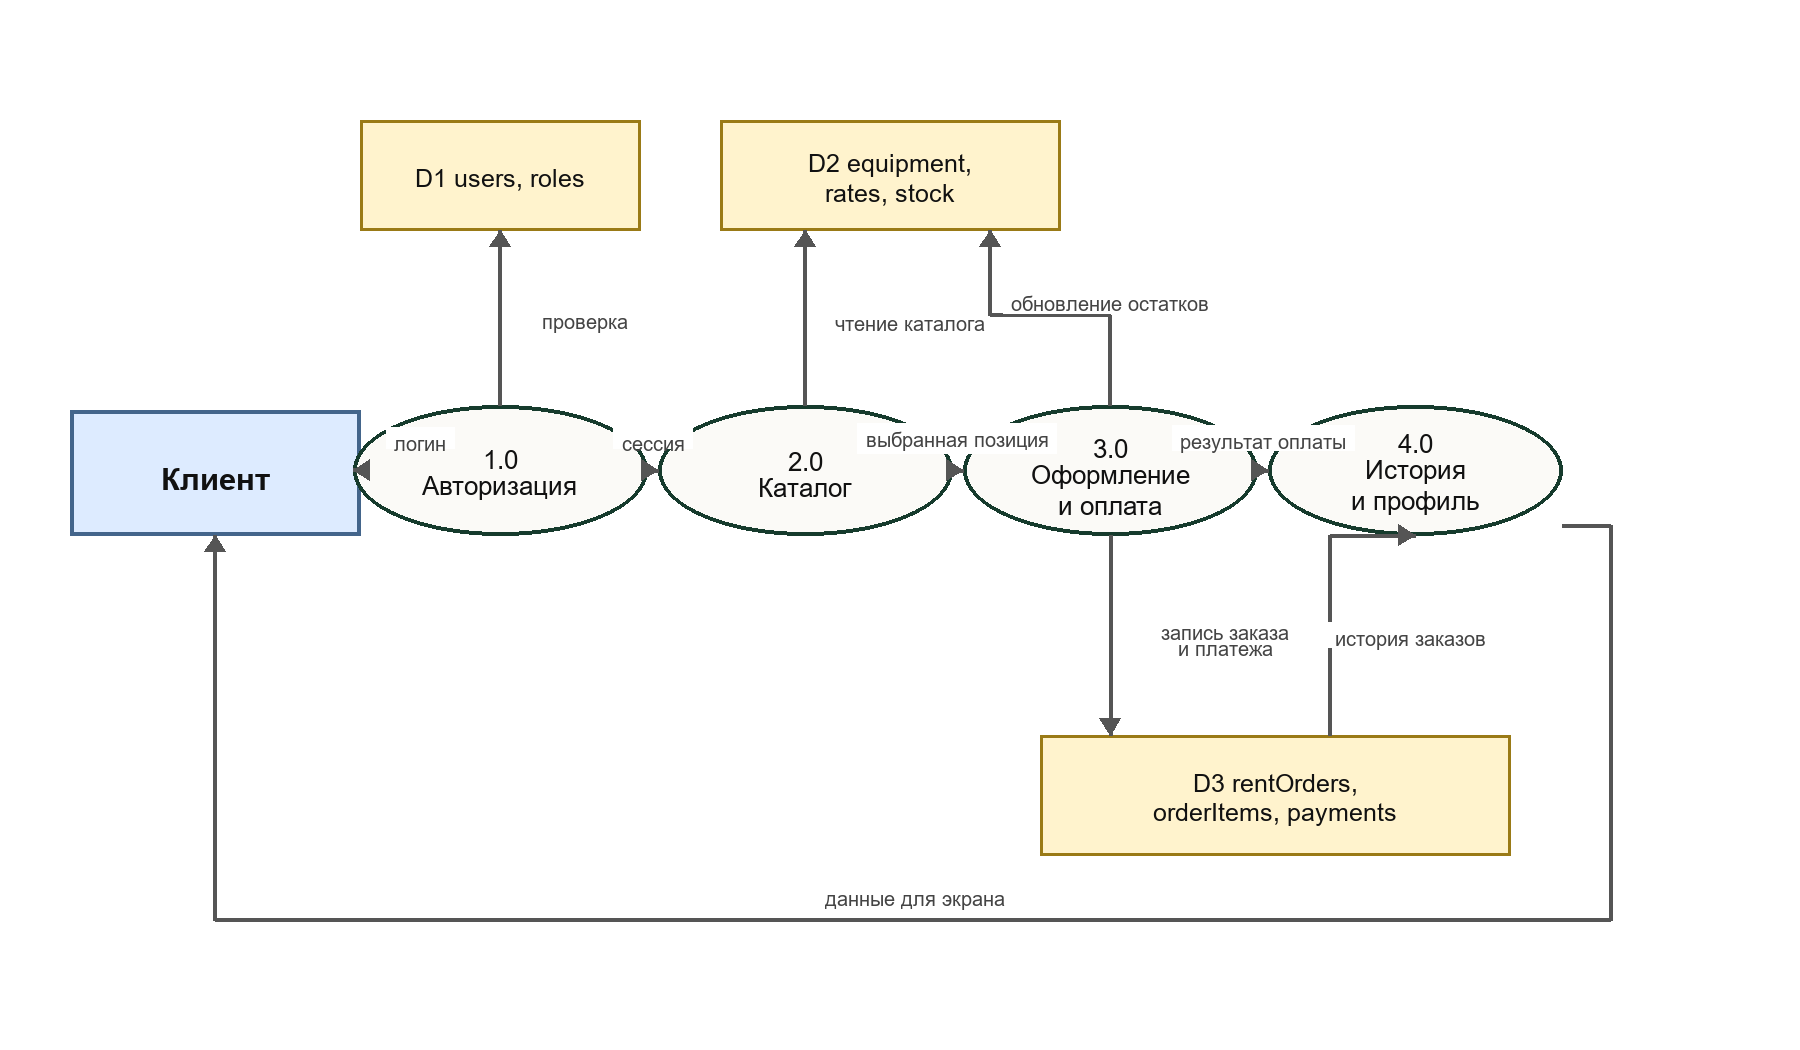 D1 users, roles
D2 equipment,
rates, stock
проверка
чтение каталога
обновление остатков
Клиент
логин
1.0
Авторизация
сессия
2.0
Каталог
выбранная позиция
3.0
Оформление
и оплата
результат оплаты
4.0
История
и профиль
запись заказа
и платежа
история заказов
D3 rentOrders,
orderItems, payments
данные для экрана